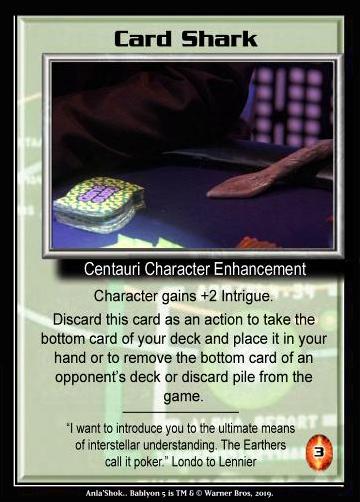 Card Shark
Centauri Character Enhancement
Character gains +2 Intrigue.
Discard this card as an action to take the
bottom card of your deck and place it in your
hand or to remove the bottom card of an
opponent's deck or discard pile from the
game.
"I want to introduce you to the ultimate means
of interstellar understanding. The Earthers
call it poker." Londo to Lennier
3
Anla'Shok.. Bablyon 5 is TM & © Warner Bros, 2019.